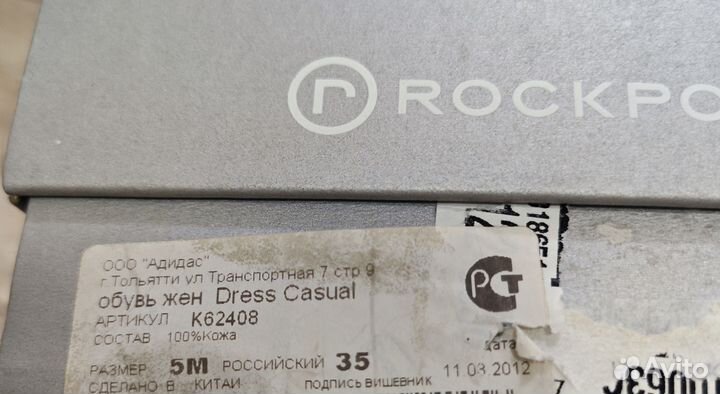 r ROCKPO
ООО "Адидас"
г.Тольятти ул Транспортная 7 стр 9
обувь жен Dress Casual
АРТИКУЛ K62408
СОСТАВ 100%Кожа
РСТ
дата
РАЗМЕР 5M РОССИЙСКИЙ 35 11 03.2012
СДЕЛАНО В КИТАИ ПОДПИСЬ ВИШЕВНИК
Avito